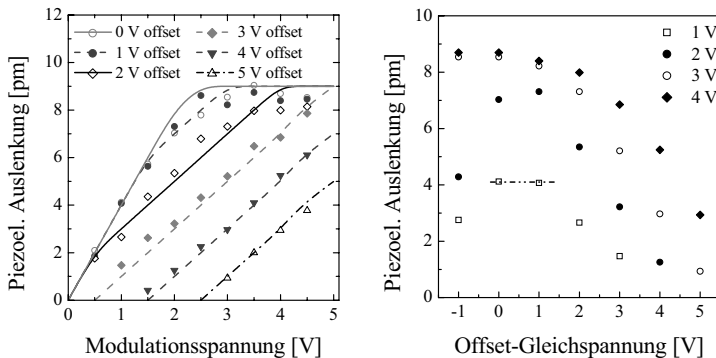 Piezoel. Auslenkung [pm]
12
10
8
6
4
2
0
0 V offset
1 V offset
2 V offset
3 V offset
4 V offset
5 V offset
0 1 2 3 4 5
Modulationsspannung [V]
Piezoel. Auslenkung [pm]
10
8
6
4
2
0
1 V
2 V
3 V
4 V
-1 0 1 2 3 4 5
Offset-Gleichspannung [V]